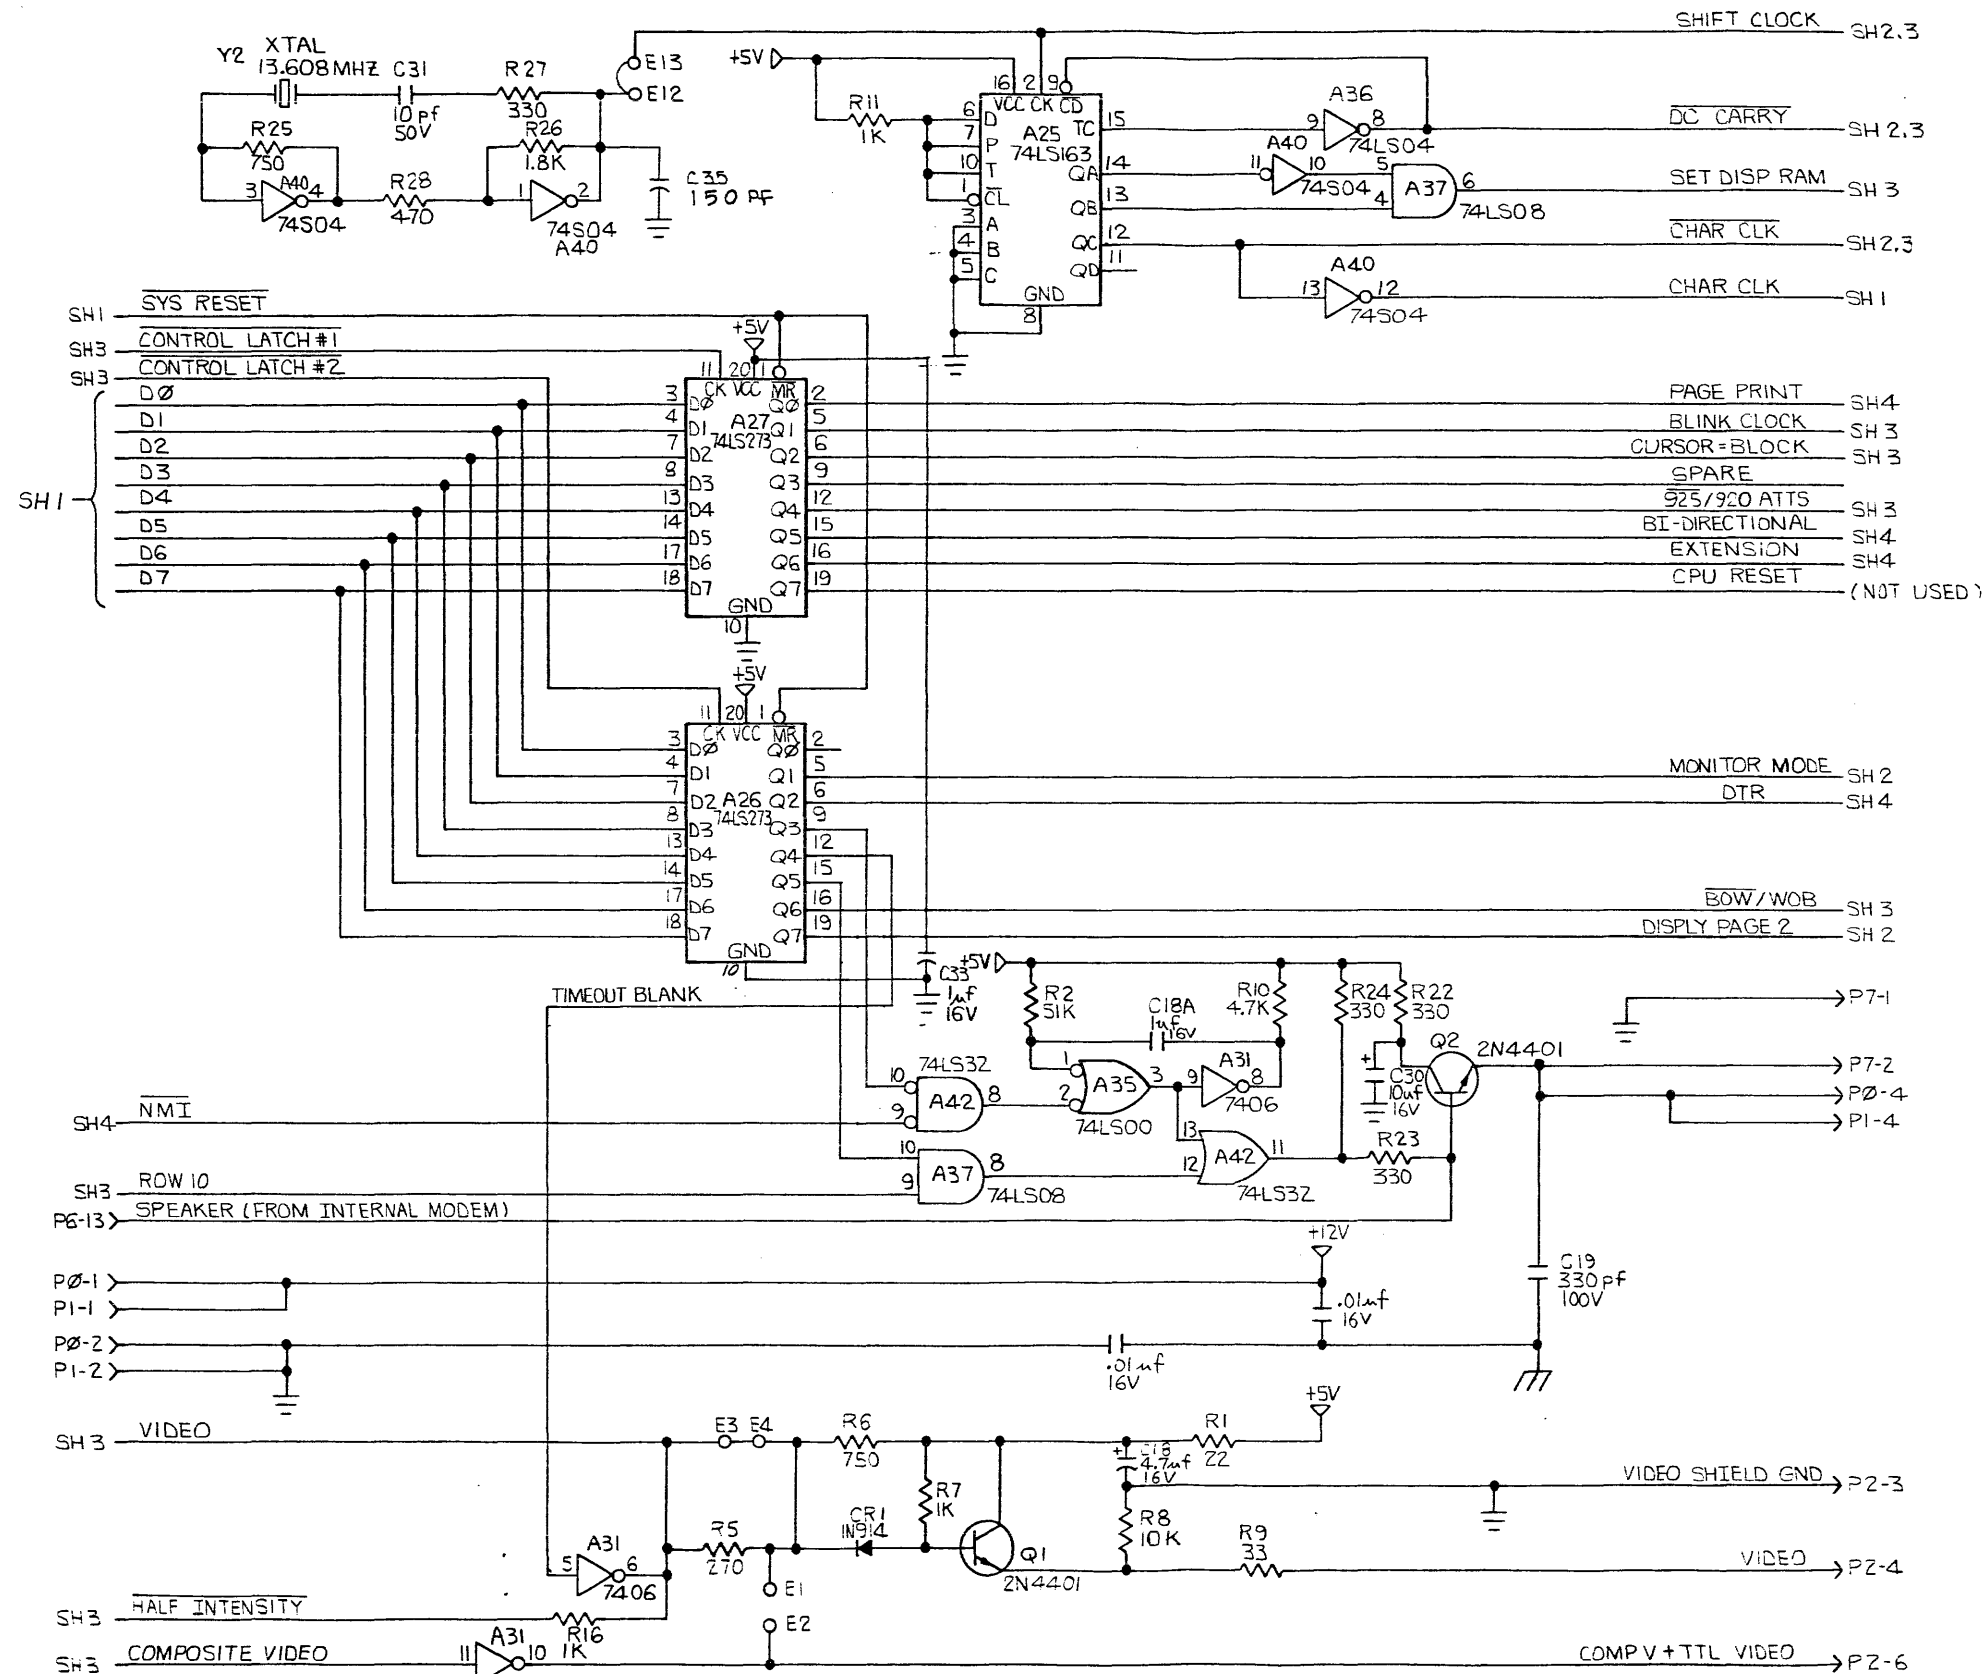 SHIFT CLOCK
SH2.3
Y2
XTAL
13.608MHZ
C31
10 pf
50V
R27
330
E13
E12
+5V
R25
750
R26
1.8K
3
A40
4
74S04
R28
470
1
2
74S04
A40
C35
150 PF
R11
1K
16
2
9
VCC
CK
CD
6
D
7
P
10
T
1
CL
3
A
4
B
5
C
A25
74LS163
TC
15
QA
14
QB
13
QC
12
QD
11
GND
8
A36
9
8
74LS04
A40
11
10
74S04
5
4
A37
6
74LS08
A40
13
12
74S04
DC CARRY
SH 2.3
SET DISP RAM
SH 3
CHAR CLK
SH2.3
CHAR CLK
SH1
SH1
SYS RESET
SH3
CONTROL LATCH #1
SH3
CONTROL LATCH #2
SH1
DØ
D1
D2
D3
D4
D5
D6
D7
+5V
11
20
1
CK
VCC
MR
A27
74LS273
3
DØ
QØ
2
4
D1
Q1
5
7
D2
Q2
6
8
D3
Q3
9
13
D4
Q4
12
14
D5
Q5
15
17
D6
Q6
16
18
D7
Q7
19
GND
10
PAGE PRINT
SH4
BLINK CLOCK
SH 3
CURSOR=BLOCK
SH 3
SPARE
925/920 ATTS
SH 3
BI-DIRECTIONAL
SH4
EXTENSION
SH4
CPU RESET
(NOT USED)
+5V
11
20
1
CK
VCC
MR
A26
74LS273
3
DØ
QØ
2
4
D1
Q1
5
7
D2
Q2
6
8
D3
Q3
9
13
D4
Q4
12
14
D5
Q5
15
17
D6
Q6
16
18
D7
Q7
19
GND
10
MONITOR MODE
SH2
DTR
SH4
BOW/WOB
SH 3
DISPLY PAGE 2
SH 2
TIMEOUT BLANK
C33
1uf
16V
+5V
R2
51K
C18A
1uf
16V
R10
4.7K
R24
330
R22
330
P7-1
74LS32
10
9
A42
8
1
2
A35
3
74LS00
A31
9
8
7406
+
C30
10uf
16V
Q2
2N4401
P7-2
PØ-4
P1-4
SH4
NMI
10
9
A37
8
74LS08
13
12
A42
11
74LS32
R23
330
SH3
ROW 10
P6-13
SPEAKER (FROM INTERNAL MODEM)
+12V
PØ-1
P1-1
.01uf
16V
C19
330pf
100V
PØ-2
P1-2
.01uf
16V
+5V
SH3
VIDEO
E3
E4
R6
750
R1
22
+
C18
4.7uf
16V
VIDEO SHIELD GND
P2-3
R7
1K
CR1
1N914
R5
270
Q1
2N4401
R8
10K
R9
33
VIDEO
P2-4
A31
5
6
7406
E1
E2
SH3
HALF INTENSITY
R16
1K
SH3
COMPOSITE VIDEO
11
A31
10
COMP V + TTL VIDEO
P2-6